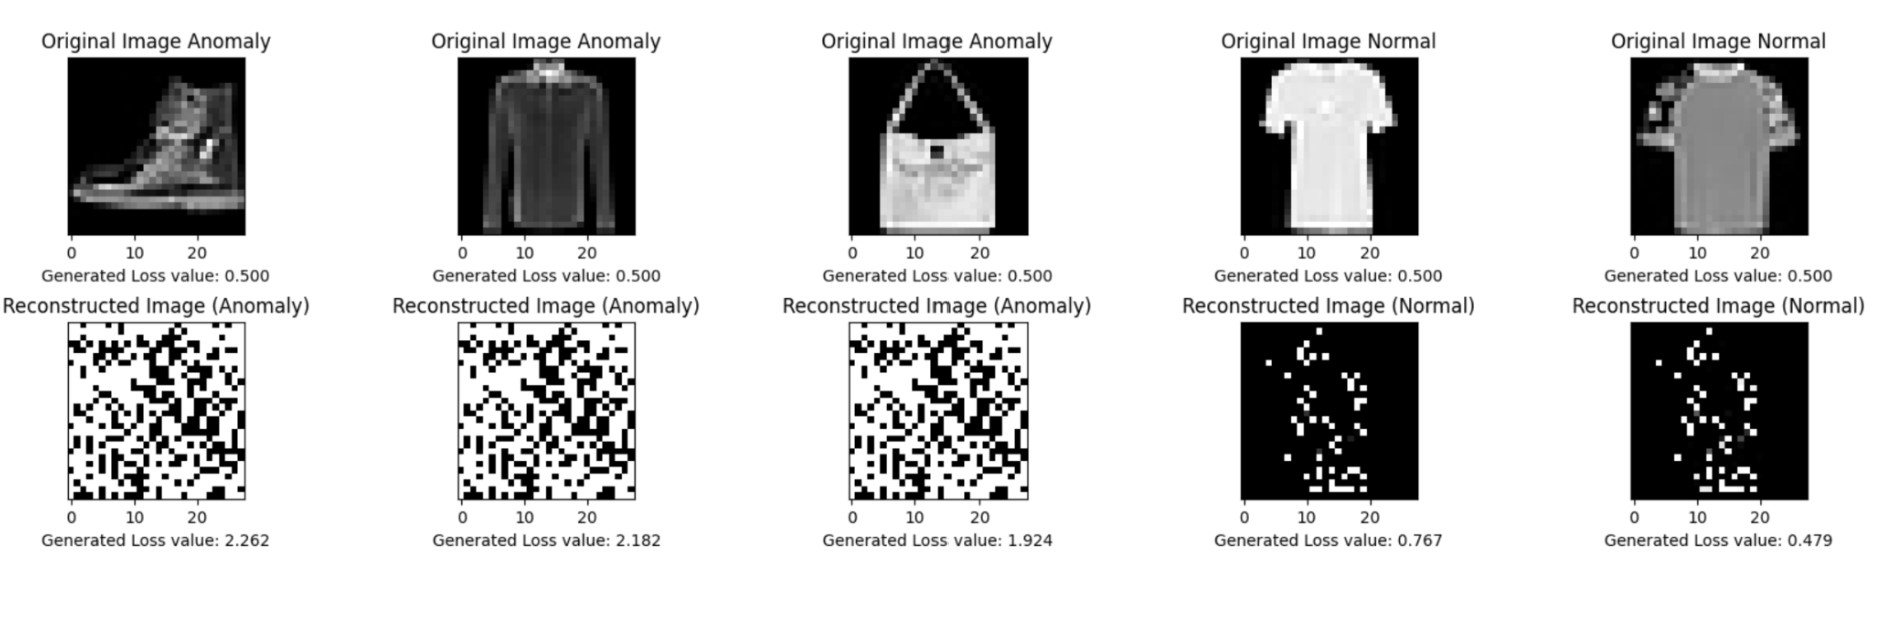 Original Image Anomaly Original Image Anomaly Original Image Anomaly Original Image Normal Original Image Normal
0 10 20 0 10 20 0 10 20 0 10 20 0 10 20
Generated Loss value: 0.500 Generated Loss value: 0.500 Generated Loss value: 0.500 Generated Loss value: 0.500 Generated Loss value: 0.500
Reconstructed Image (Anomaly) Reconstructed Image (Anomaly) Reconstructed Image (Anomaly) Reconstructed Image (Normal) Reconstructed Image (Normal)
0 10 20 0 10 20 0 10 20 0 10 20 0 10 20
Generated Loss value: 2.262 Generated Loss value: 2.182 Generated Loss value: 1.924 Generated Loss value: 0.767 Generated Loss value: 0.479